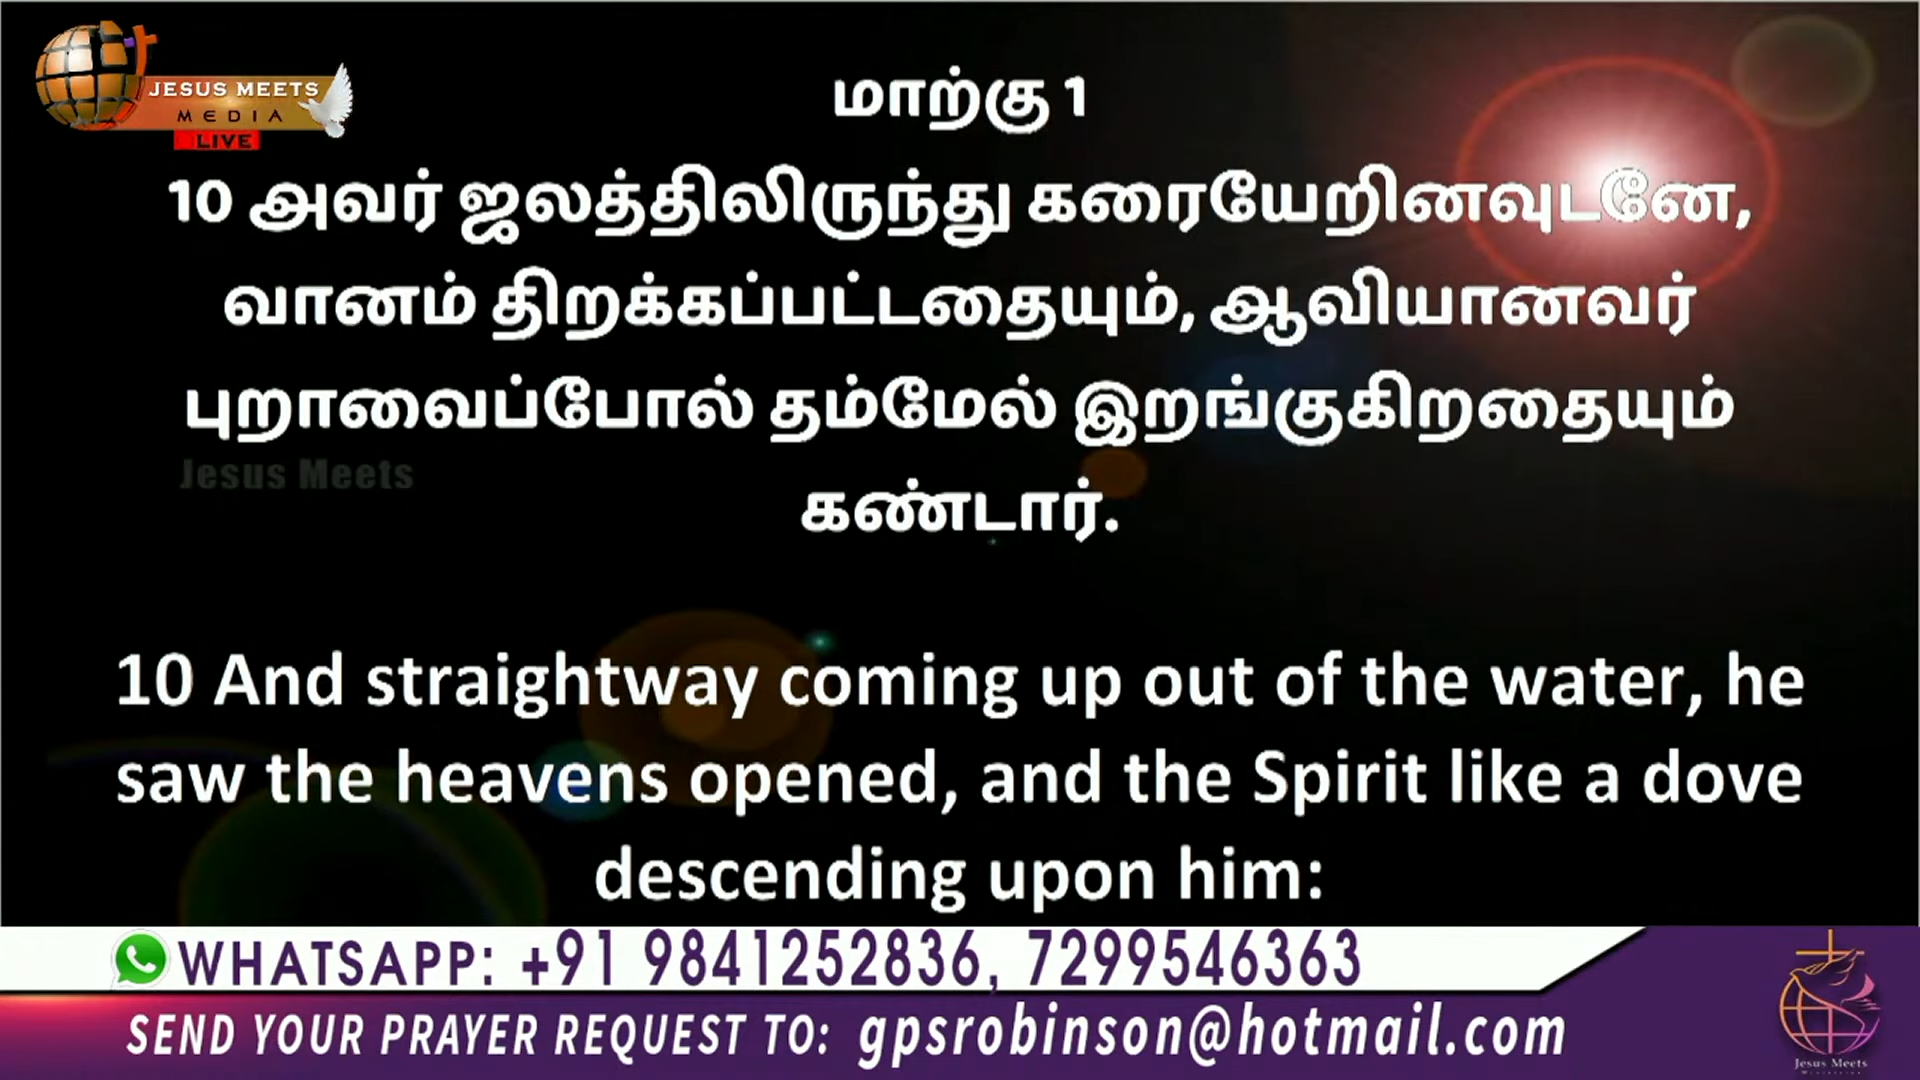 JESUS MEETS
MEDIA
LIVE
மாற்கு 1
10 அவர் ஜலத்திலிருந்து கரையேறினவுடனே,
வானம் திறக்கப்பட்டதையும், ஆவியானவர்
புறாவைப்போல் தம்மேல் இறங்குகிறதையும்
Jesus Meets
கண்டார்.
10 And straightway coming up out of the water, he
saw the heavens opened, and the Spirit like a dove
descending upon him:
WHATSAPP: +91 9841252836, 7299546363
SEND YOUR PRAYER REQUEST TO: gpsrobinson@hotmail.com
Jesus Meets